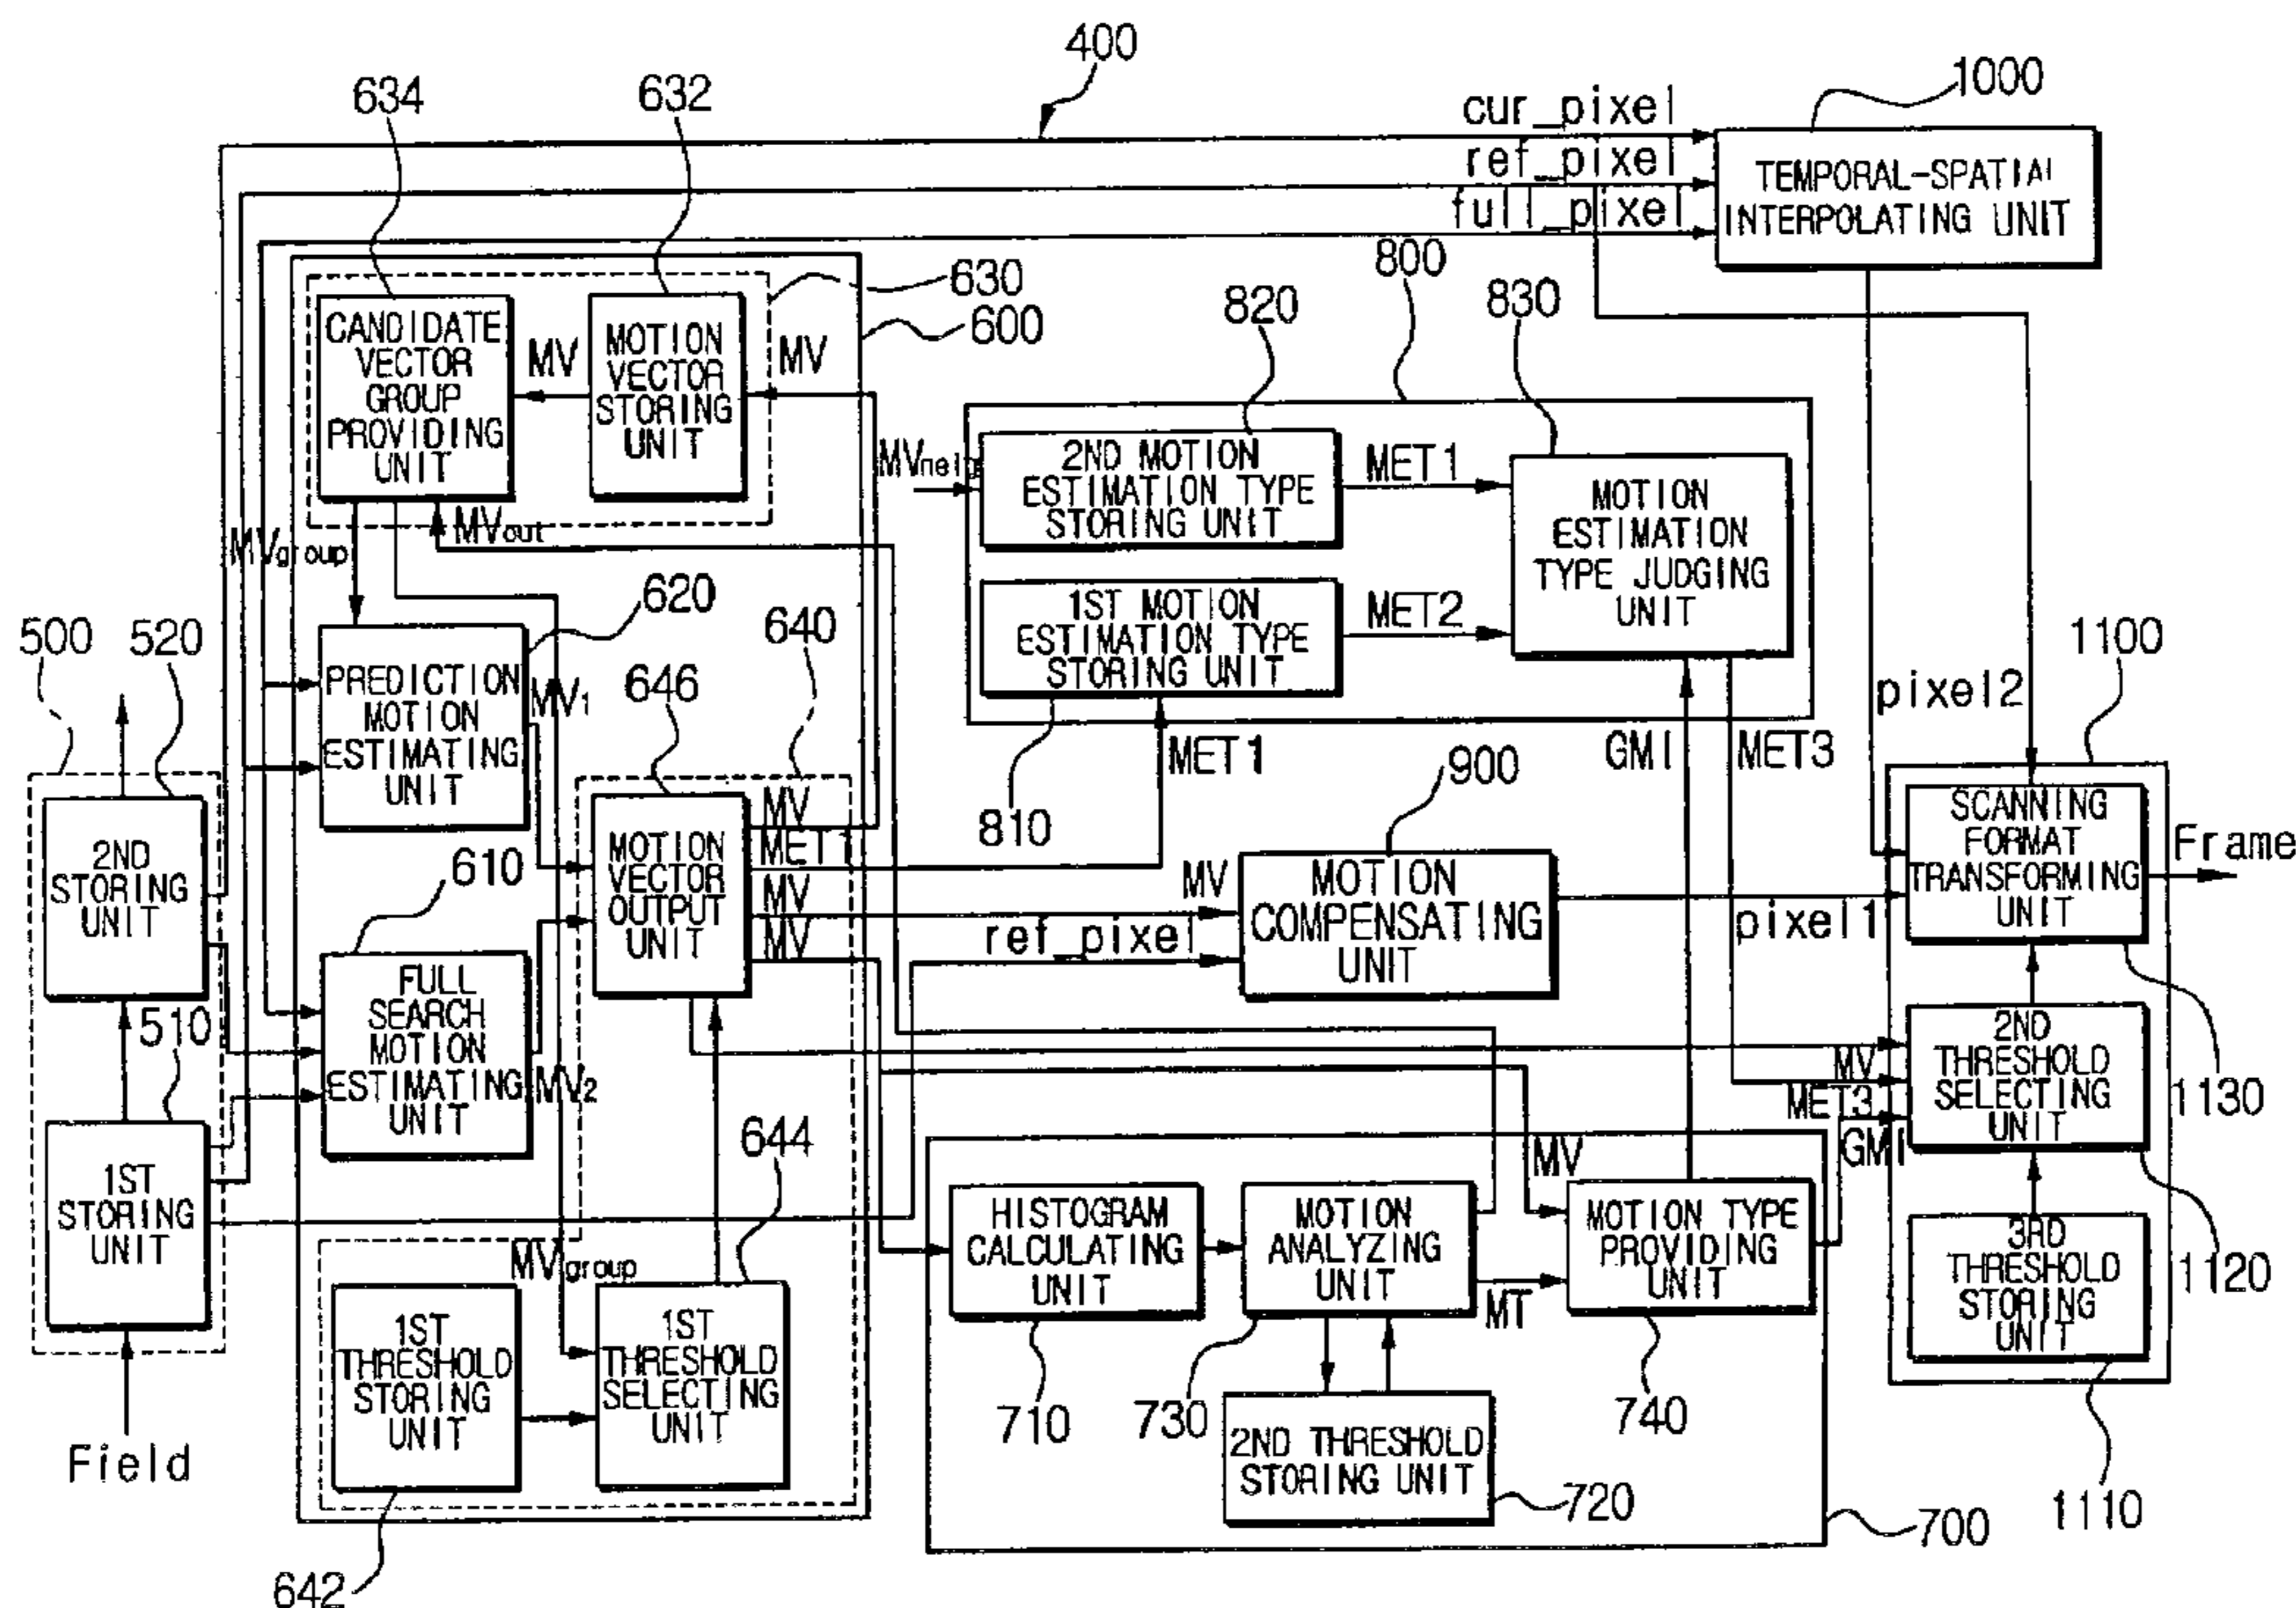 400
634
632
cur_pixel
ref_pixel
full_pixel
1000
TEMPORAL-SPATIAL
INTERPOLATING UNIT
630
600
CANDIDATE
VECTOR
GROUP
PROVIDING
UNIT
MV
MOTION
VECTOR
STORING
UNIT
MV
800
820
830
MVneig
2ND MOTION
ESTIMATION TYPE
STORING UNIT
MET1
MOTION
ESTIMATION
TYPE JUDGING
UNIT
1ST MOTION
ESTIMATION TYPE
STORING UNIT
MET2
810
MET1
GMI
MET3
MVgroup
MVout
620
PREDICTION
MOTION
ESTIMATING
UNIT
MV1
640
646
500
520
2ND
STORING
UNIT
510
1ST
STORING
UNIT
Field
610
FULL
SEARCH
MOTION
ESTIMATING
UNIT
MV2
MOTION
VECTOR
OUTPUT
UNIT
MV
MET1
MV
MV
900
MV
ref_pixel
MOTION
COMPENSATING
UNIT
pixel1
pixel2
1100
SCANNING
FORMAT
TRANSFORMING
UNIT
Frame
1130
MV
MET3
GMI
2ND
THRESHOLD
SELECTING
UNIT
1120
3RD
THRESHOLD
STORING
UNIT
1110
644
MVgroup
1ST
THRESHOLD
STORING
UNIT
642
1ST
THRESHOLD
SELECTING
UNIT
HISTOGRAM
CALCULATING
UNIT
710
MOTION
ANALYZING
UNIT
730
MV
MT
MOTION TYPE
PROVIDING
UNIT
740
2ND THRESHOLD
STORING UNIT
720
700